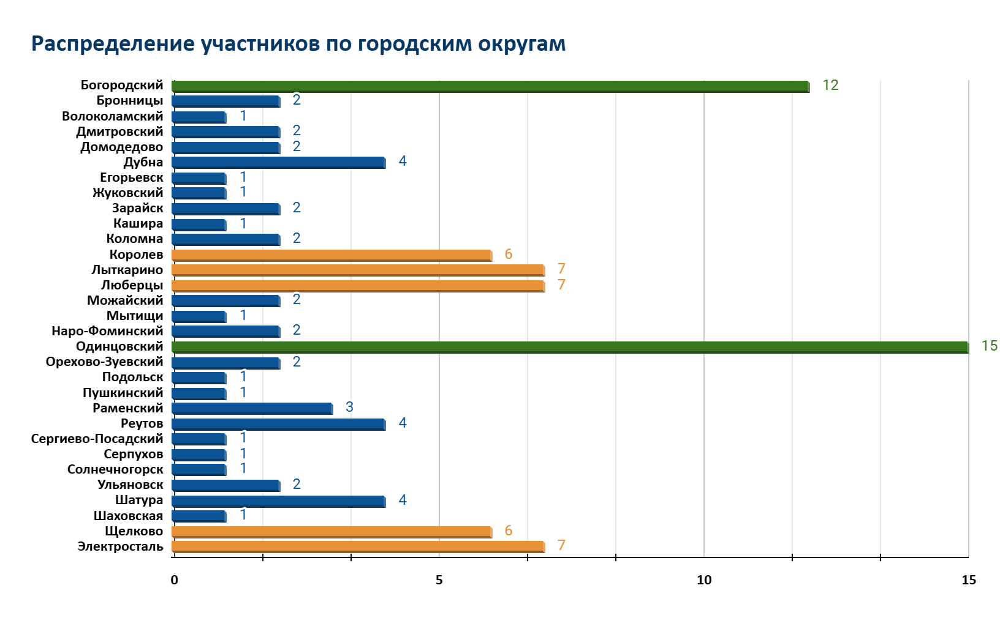 Распределение участников по городским округам
Богородский 12
Бронницы 2
Волоколамский 1
Дмитровский 2
Домодедово 2
Дубна 4
Егорьевск 1
Жуковский 1
Зарайск 2
Кашира 1
Коломна 2
Королев 6
Лыткарино 7
Люберцы 7
Можайский 2
Мытищи 1
Наро-Фоминский 2
Одинцовский 15
Орехово-Зуевский 2
Подольск 1
Пушкинский 1
Раменский 3
Реутов 4
Сергиево-Посадский 1
Серпухов 1
Солнечногорск 1
Ульяновск 2
Шатура 4
Шаховская 1
Щелково 6
Электросталь 7
0 5 10 15